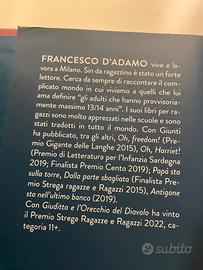 FRANCESCO D'ADAMO vive e la-
vora a Milano. Sin da ragazzino è stato un forte
lettore. Cerca da sempre di raccontare il com-
plicato mondo in cui viviamo a quelli che lui
ama definire "gli adulti che hanno provvisoria-
mente massimo 13/14 anni". I suoi libri per ra-
gazzi sono molto apprezzati nelle scuole e sono
stati tradotti in tutto il mondo. Con Giunti
ha pubblicato, tra gli altri, Oh, freedom! (Pre-
mio Gigante delle Langhe 2015), Oh, Harriet!
(Premio di Letteratura per l'Infanzia Sardegna
2019; Finalista Premio Cento 2019); Papà sta
sulla torre, Dalla parte sbagliata (Finalista Pre-
mio Strega ragazze e Ragazzi 2015), Antigone
sta nell'ultimo banco (2019).
Con Giuditta e l'Orecchio del Diavolo ha vinto
il Premio Strega Ragazze e Ragazzi 2022, ca-
tegoria 11+.
subito